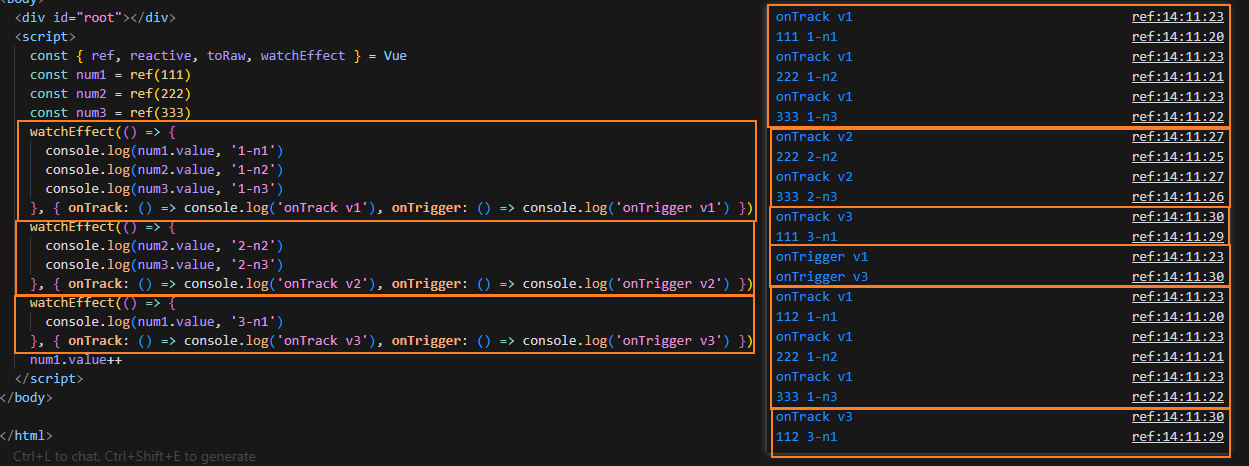 <body>
<div id="root"></div>
<script>
const { ref, reactive, toRaw, watchEffect } = Vue
const num1 = ref(111)
const num2 = ref(222)
const num3 = ref(333)
watchEffect(() => {
console.log(num1.value, '1-n1')
console.log(num2.value, '1-n2')
console.log(num3.value, '1-n3')
}, { onTrack: () => console.log('onTrack v1'), onTrigger: () => console.log('onTrigger v1') })
watchEffect(() => {
console.log(num2.value, '2-n2')
console.log(num3.value, '2-n3')
}, { onTrack: () => console.log('onTrack v2'), onTrigger: () => console.log('onTrigger v2') })
watchEffect(() => {
console.log(num1.value, '3-n1')
}, { onTrack: () => console.log('onTrack v3'), onTrigger: () => console.log('onTrigger v3') })
num1.value++
</script>
</body>
</html>
Ctrl+L to chat, Ctrl+Shift+E to generate
onTrack v1 ref:14:11:23
111 1-n1 ref:14:11:20
onTrack v1 ref:14:11:23
222 1-n2 ref:14:11:21
onTrack v1 ref:14:11:23
333 1-n3 ref:14:11:22
onTrack v2 ref:14:11:27
222 2-n2 ref:14:11:25
onTrack v2 ref:14:11:27
333 2-n3 ref:14:11:26
onTrack v3 ref:14:11:30
111 3-n1 ref:14:11:29
onTrigger v1 ref:14:11:23
onTrigger v3 ref:14:11:30
onTrack v1 ref:14:11:23
112 1-n1 ref:14:11:20
onTrack v1 ref:14:11:23
222 1-n2 ref:14:11:21
onTrack v1 ref:14:11:23
333 1-n3 ref:14:11:22
onTrack v3 ref:14:11:30
112 3-n1 ref:14:11:29